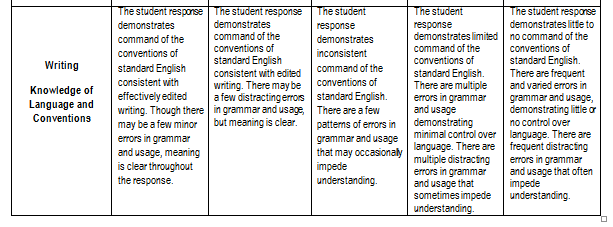 Writing
Knowledge of
Language and
Conventions
The student response
demonstrates
command of the
conventions of
standard English
consistent with
effectively edited
writing. Though there
may be a few minor
errors in grammar
and usage, meaning
is clear throughout
the response.
The student response
demonstrates
command of the
conventions of
standard English
consistent with edited
writing. There may be
a few distracting errors
in grammar and usage,
but meaning is clear.
The student
response
demonstrates
inconsistent
command of the
conventions of
standard English.
There are a few
patterns of errors in
grammar and usage
that may occasionally
impede
understanding.
The student
response
demonstrates limited
command of the
conventions of
standard English.
There are multiple
errors in grammar
and usage
demonstrating
minimal control over
language. There are
multiple distracting
errors in grammar
and usage that
sometimes impede
understanding.
The student response
demonstrates little to
no command of the
conventions of
standard English.
There are frequent
and varied errors in
grammar and usage,
demonstrating little or
no control over
language. There are
frequent distracting
errors in grammar
and usage that often
impede
understanding.